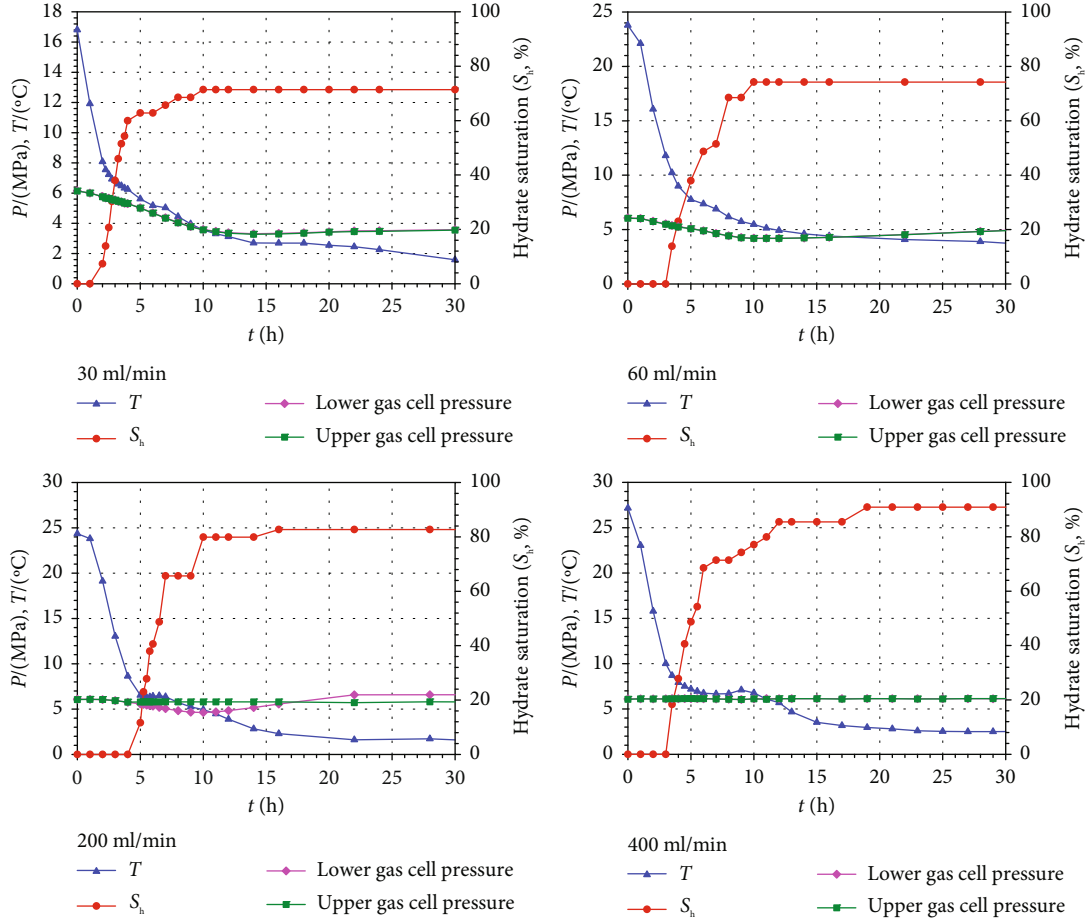 18
16
14
12
10
8
6
4
2
0
P/(MPa), T/(°C)
100
80
60
40
20
0
Hydrate saturation (Sh, %)
0 5 10 15 20 25 30
t (h)
30 ml/min
T
Lower gas cell pressure
Sh
Upper gas cell pressure
25
20
15
10
5
0
P/(MPa), T/(°C)
100
80
60
40
20
0
Hydrate saturation (Sh, %)
0 5 10 15 20 25 30
t (h)
60 ml/min
T
Lower gas cell pressure
Sh
Upper gas cell pressure
30
25
20
15
10
5
0
P/(MPa), T/(°C)
100
80
60
40
20
0
Hydrate saturation (Sh, %)
0 5 10 15 20 25 30
t (h)
200 ml/min
T
Lower gas cell pressure
Sh
Upper gas cell pressure
30
25
20
15
10
5
0
P/(MPa), T/(°C)
100
80
60
40
20
0
Hydrate saturation (Sh, %)
0 5 10 15 20 25 30
t (h)
400 ml/min
T
Lower gas cell pressure
Sh
Upper gas cell pressure